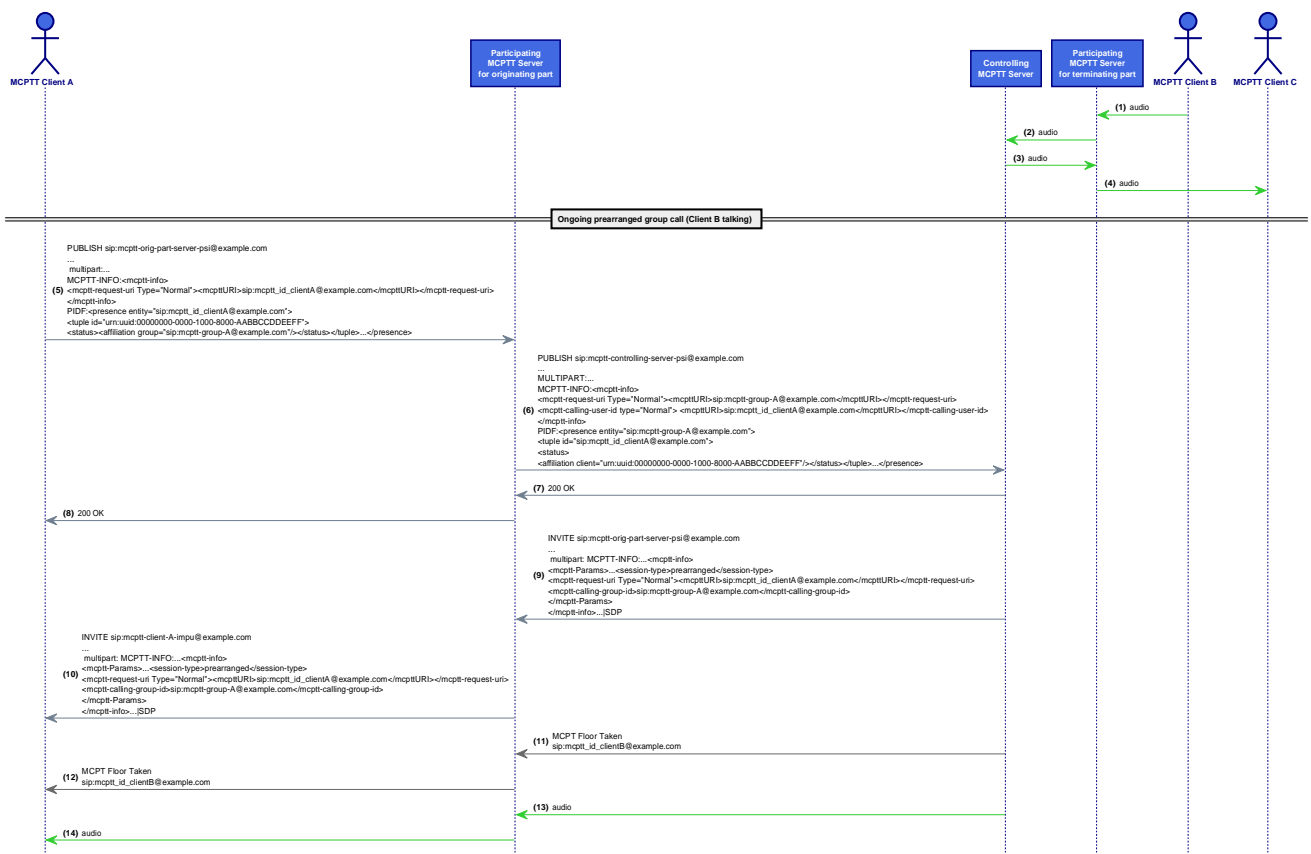 MCPTT Client A
Participating
MCPTT Server
for originating part
Controlling
MCPTT Server
Participating
MCPTT Server
for terminating part
MCPTT Client B
MCPTT Client C
(1) audio
(2) audio
(3) audio
(4) audio
Ongoing prearranged group call (Client B talking)
PUBLISH sip:mcptt-orig-part-server-psi@example.com
...
multipart:...
MCPTT-INFO:<mcptt-info>
(5) <mcptt-request-uri Type="Normal"><mcpttURI>sip:mcptt_id_clientA@example.com</mcpttURI></mcptt-request-uri>
</mcptt-info>
PIDF:<presence entity="sip:mcptt_id_clientA@example.com">
<tuple id="urn:uuid:00000000-0000-1000-8000-AABBCCDDEEFF">
<status><affiliation group="sip:mcptt-group-A@example.com"/></status></tuple>...</presence>
PUBLISH sip:mcptt-controlling-server-psi@example.com
...
MULTIPART:...
MCPTT-INFO:<mcptt-info>
<mcptt-request-uri Type="Normal"><mcpttURI>sip:mcptt-group-A@example.com</mcpttURI></mcptt-request-uri>
(6) <mcptt-calling-user-id type="Normal"> <mcpttURI>sip:mcptt_id_clientA@example.com</mcpttURI></mcptt-calling-user-id>
</mcptt-info>
PIDF:<presence entity="sip:mcptt-group-A@example.com">
<tuple id="sip:mcptt_id_clientA@example.com">
<status>
<affiliation client="urn:uuid:00000000-0000-1000-8000-AABBCCDDEEFF"/></status></tuple>...</presence>
(7) 200 OK
(8) 200 OK
INVITE sip:mcptt-orig-part-server-psi@example.com
...
multipart: MCPTT-INFO:...<mcptt-info>
<mcptt-Params>...<session-type>prearranged</session-type>
(9) <mcptt-request-uri Type="Normal"><mcpttURI>sip:mcptt_id_clientA@example.com</mcpttURI></mcptt-request-uri>
<mcptt-calling-group-id>sip:mcptt-group-A@example.com</mcptt-calling-group-id>
</mcptt-Params>
</mcptt-info>...|SDP
INVITE sip:mcptt-client-A-impu@example.com
...
multipart: MCPTT-INFO:...<mcptt-info>
<mcptt-Params>...<session-type>prearranged</session-type>
(10) <mcptt-request-uri Type="Normal"><mcpttURI>sip:mcptt_id_clientA@example.com</mcpttURI></mcptt-request-uri>
<mcptt-calling-group-id>sip:mcptt-group-A@example.com</mcptt-calling-group-id>
</mcptt-Params>
</mcptt-info>...|SDP
(11) MCPT Floor Taken
sip:mcptt_id_clientB@example.com
(12) MCPT Floor Taken
sip:mcptt_id_clientB@example.com
(13) audio
(14) audio